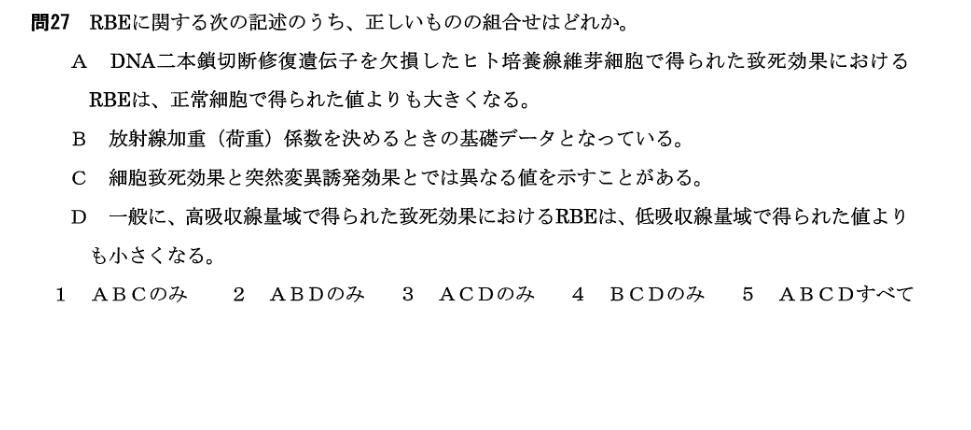 問27 RBEに関する次の記述のうち、正しいものの組合せはどれか。
A DNA二本鎖切断修復遺伝子を欠損したヒト培養線維芽細胞で得られた致死効果における
RBEは、正常細胞で得られた値よりも大きくなる。
B 放射線加重（荷重）係数を決めるときの基礎データとなっている。
C 細胞致死効果と突然変異誘発効果とでは異なる値を示すことがある。
D 一般に、高吸収線量域で得られた致死効果におけるRBEは、低吸収線量域で得られた値より
も小さくなる。
1 ＡＢＣのみ 2 ＡＢＤのみ 3 ＡＣＤのみ 4 ＢＣＤのみ 5 ＡＢＣＤすべて